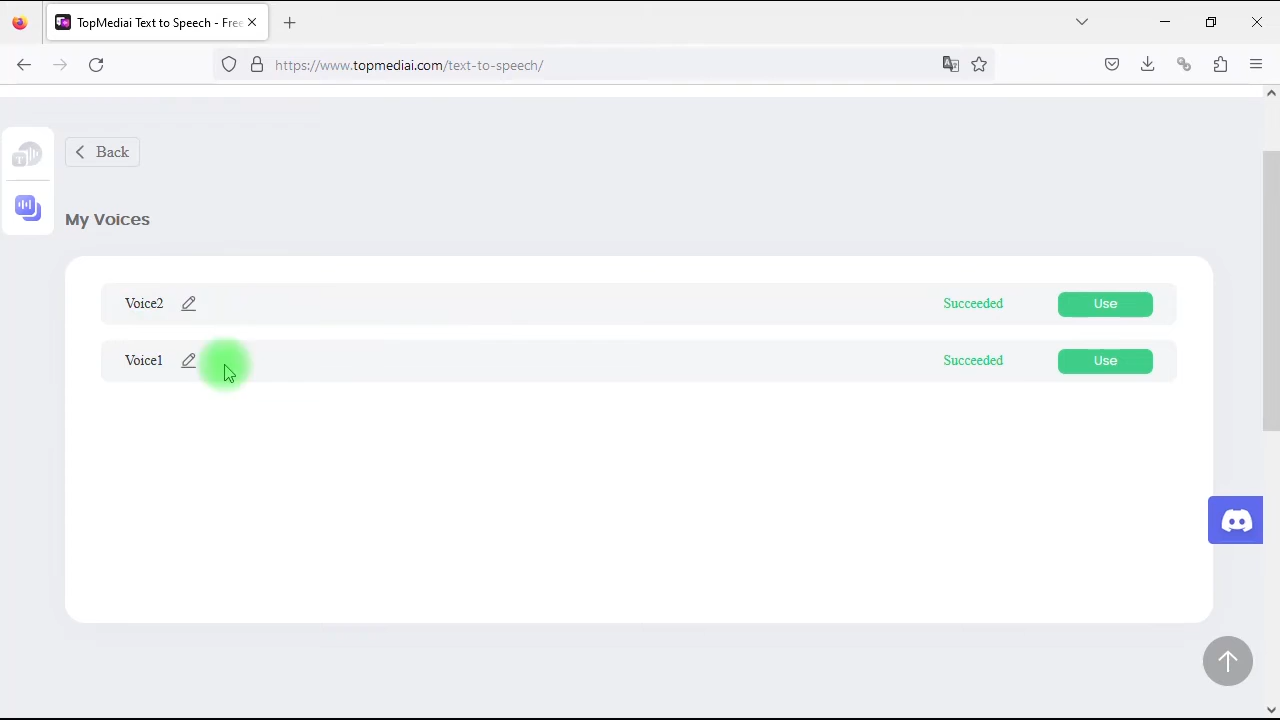 TopMediai Text to Speech - Free
https://www.topmediai.com/text-to-speech/
Back
My Voices
Voice2 Succeeded Use
Voice1 Succeeded Use